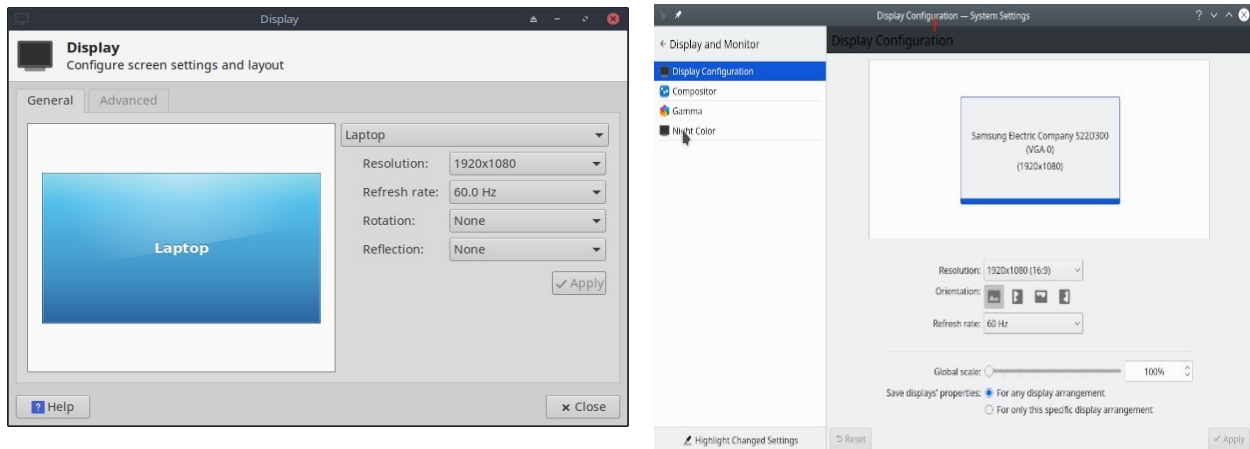 Display
Display
Configure screen settings and layout
General
Advanced
Laptop
Laptop
Resolution: 1920x1080
Refresh rate: 60.0 Hz
Rotation: None
Reflection: None
Apply
Help
Close
Display Configuration — System Settings
Display and Monitor
Display Configuration
Compositor
Gamma
Night Color
Highlight Changed Settings
Display Configuration
Samsung Electric Company S22D300
(VGA-0)
(1920x1080)
Resolution: 1920x1080 (16:9)
Orientation:
Refresh rate: 60 Hz
Global scale: 100%
Save displays' properties: For any display arrangement
For only this specific display arrangement
Reset
Apply